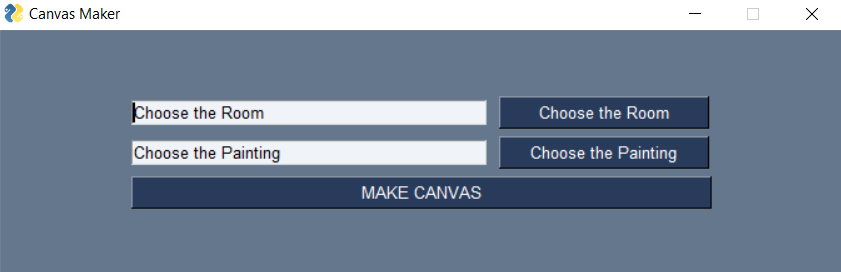 Canvas Maker
Choose the Room Choose the Room
Choose the Painting Choose the Painting
MAKE CANVAS